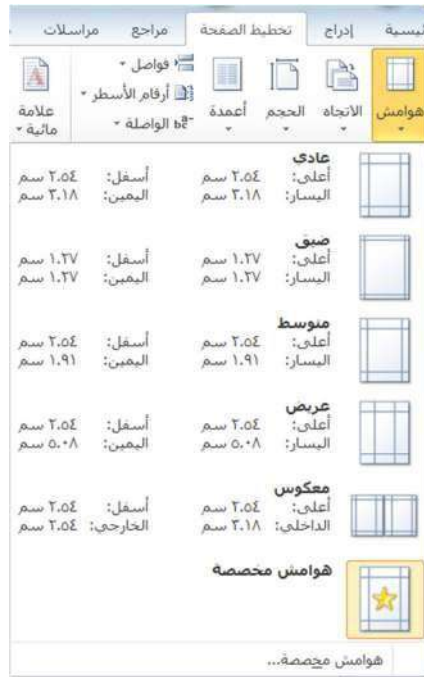 ئيسية إدراج تخطيط الصفحة مراجع مراسلات
هوامش الاتجاه الحجم أعمدة فواصل
أرقام الأسطر
الواصلة
علامة مائية
عادي
أعلى: ٢.٥٤ سم أسفل: ٢.٥٤ سم
اليسار: ٣.١٨ سم اليمين: ٣.١٨ سم
ضيق
أعلى: ١.٢٧ سم أسفل: ١.٢٧ سم
اليسار: ١.٢٧ سم اليمين: ١.٢٧ سم
متوسط
أعلى: ٢.٥٤ سم أسفل: ٢.٥٤ سم
اليسار: ١.٩١ سم اليمين: ١.٩١ سم
عريض
أعلى: ٢.٥٤ سم أسفل: ٢.٥٤ سم
اليسار: ٥.٠٨ سم اليمين: ٥.٠٨ سم
معكوس
أعلى: ٢.٥٤ سم أسفل: ٢.٥٤ سم
الداخلي: ٣.١٨ سم الخارجي: ٢.٥٤ سم
هوامش مخصصة
هوامش مخصصة...